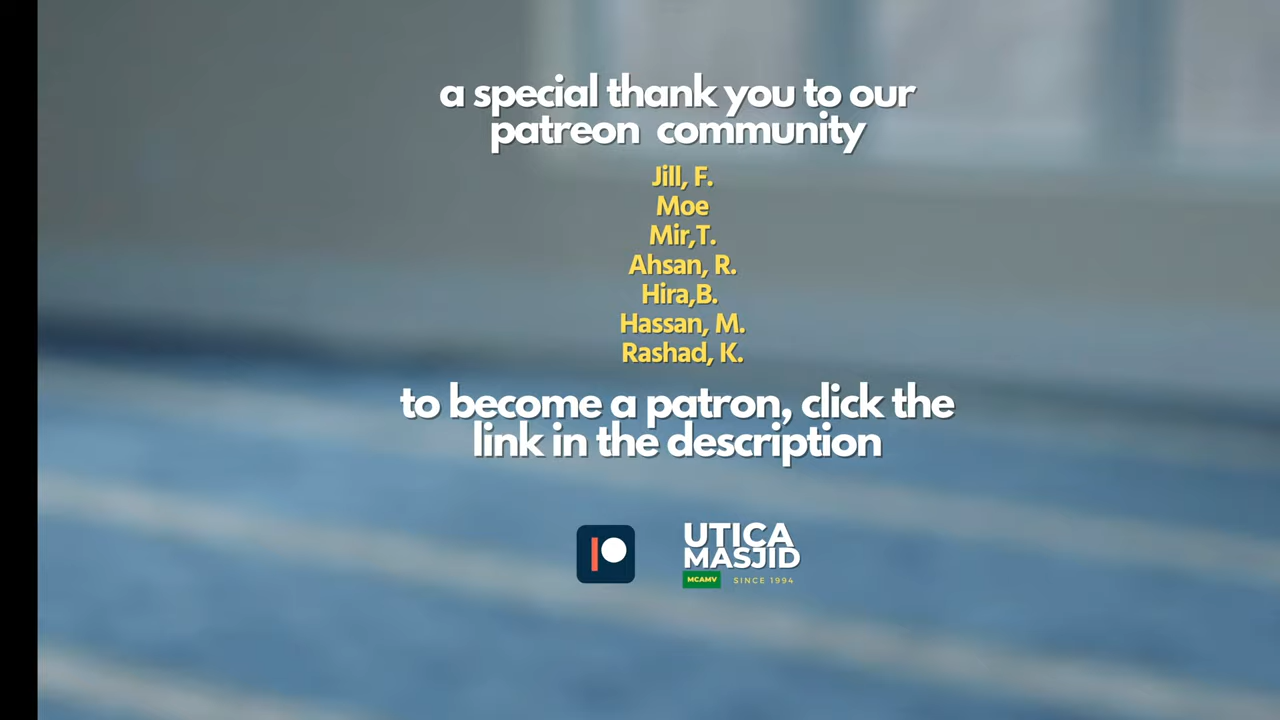 a special thank you to our
patreon community
Jill, F.
Moe
Mir,T.
Ahsan, R.
Hira,B.
Hassan, M.
Rashad, K.
to become a patron, click the
link in the description
UTICA
MASJID
MCAMV SINCE 1994